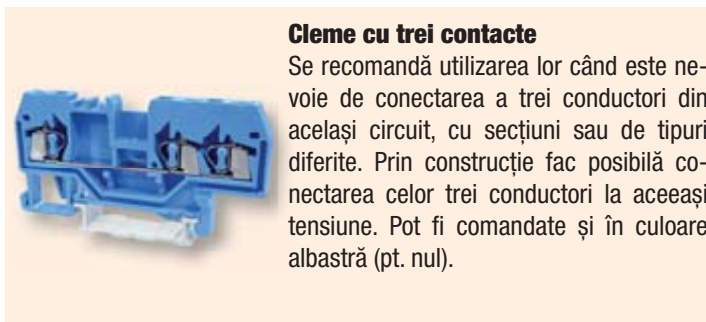 Cleme cu trei contacte
Se recomandă utilizarea lor când este ne-
voie de conectarea a trei conductori din
același circuit, cu secțiuni sau de tipuri
diferite. Prin construcție fac posibilă co-
nectarea celor trei conductori la aceeași
tensiune. Pot fi comandate și în culoare
albastră (pt. nul).